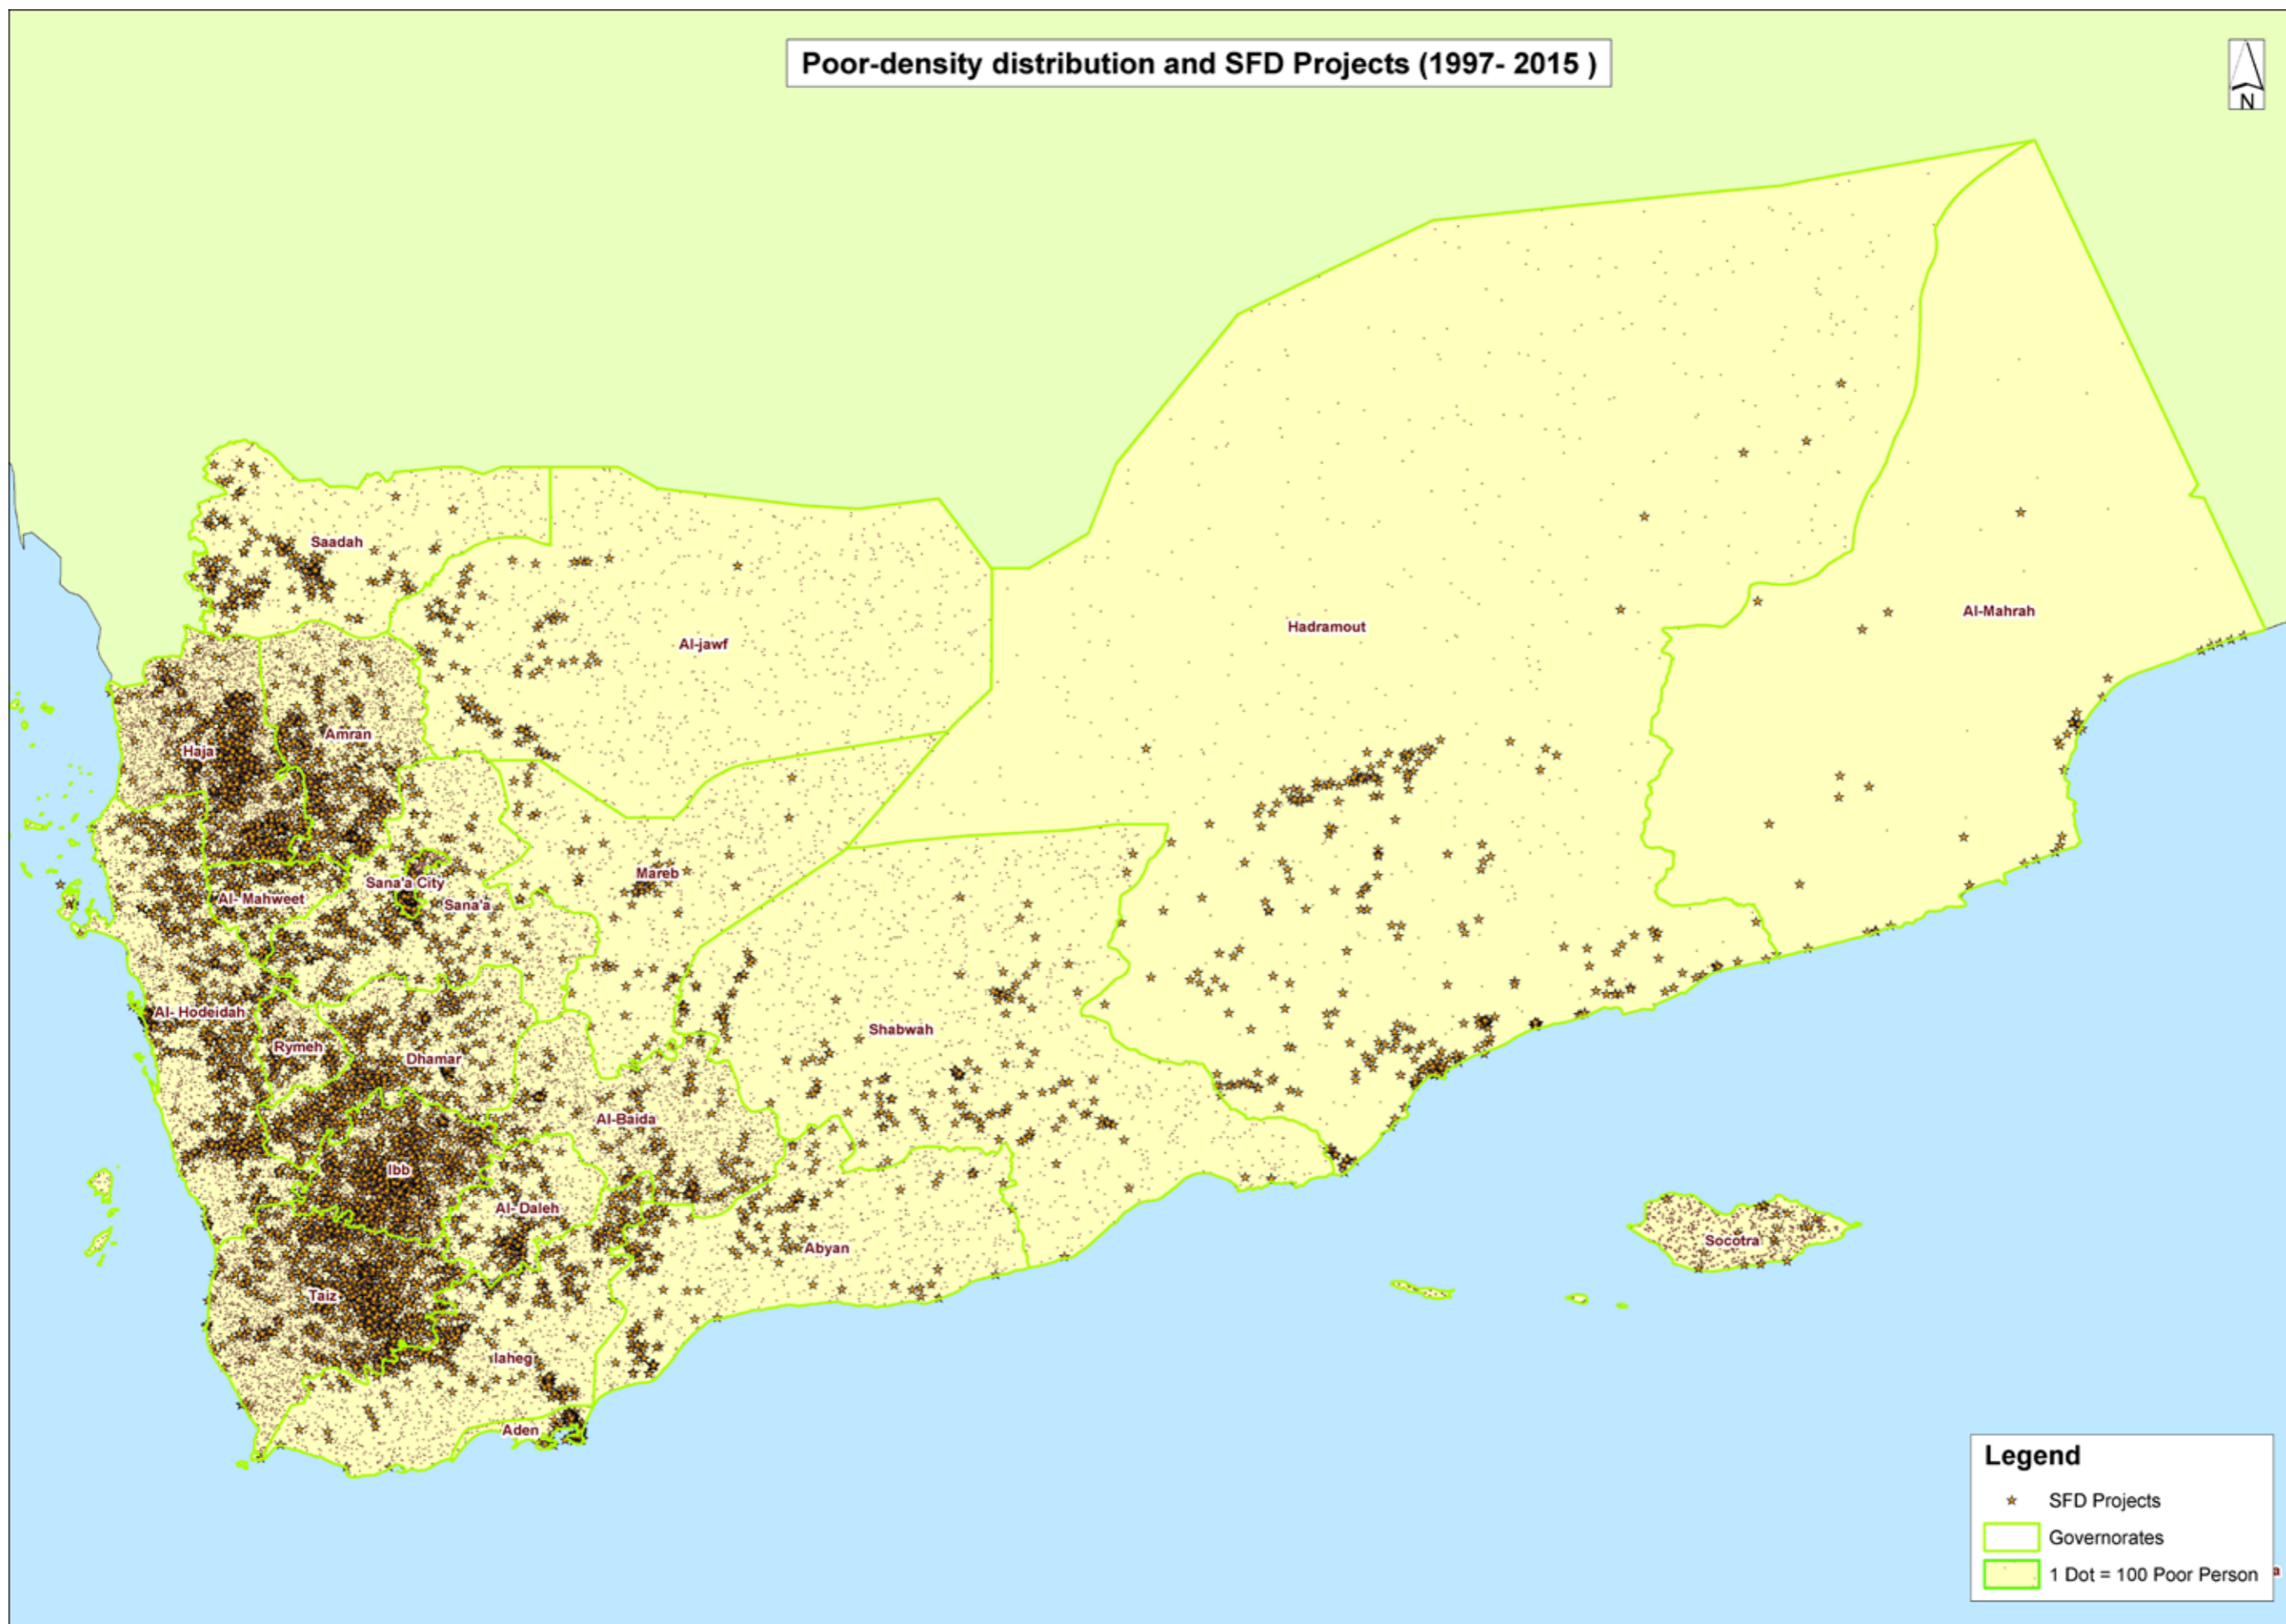 Poor-density distribution and SFD Projects (1997- 2015 )
N
Saadah
Al-jawf
Hadramout
Al-Mahrah
Haja
Amran
Mareb
Sana'a City
Al- Mahweet
Sana'a
Al- Hodeidah
Rymeh
Dhamar
Shabwah
Al-Baida
Ibb
Al- Daleh
Abyan
Socotra
Taiz
laheg
Aden
Legend
SFD Projects
Governorates
1 Dot = 100 Poor Person
a